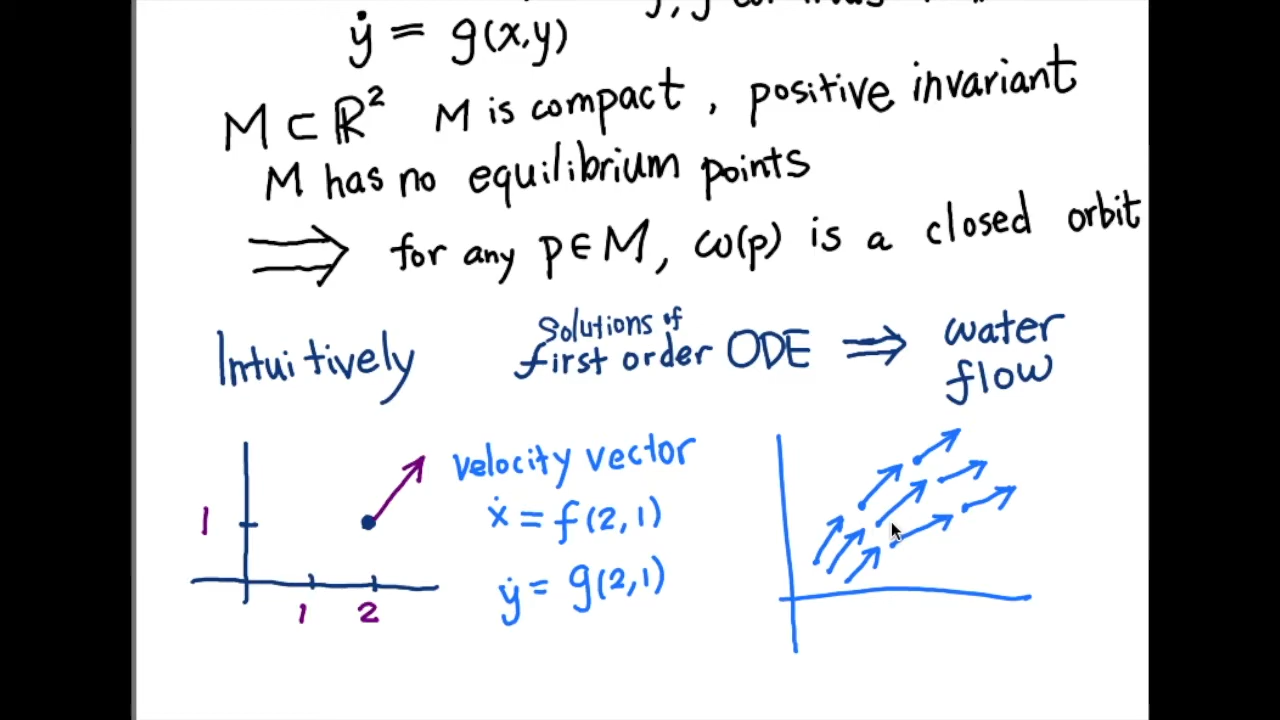 ẏ = g(x,y)
M ⊂ ℝ² M is compact, positive invariant
M has no equilibrium points
⟹ for any p∈M, ω(p) is a closed orbit
Intuitively
Solutions of
first order ODE ⟹ water
flow
velocity vector
ẋ = f(2,1)
ẏ = g(2,1)
1
1 2